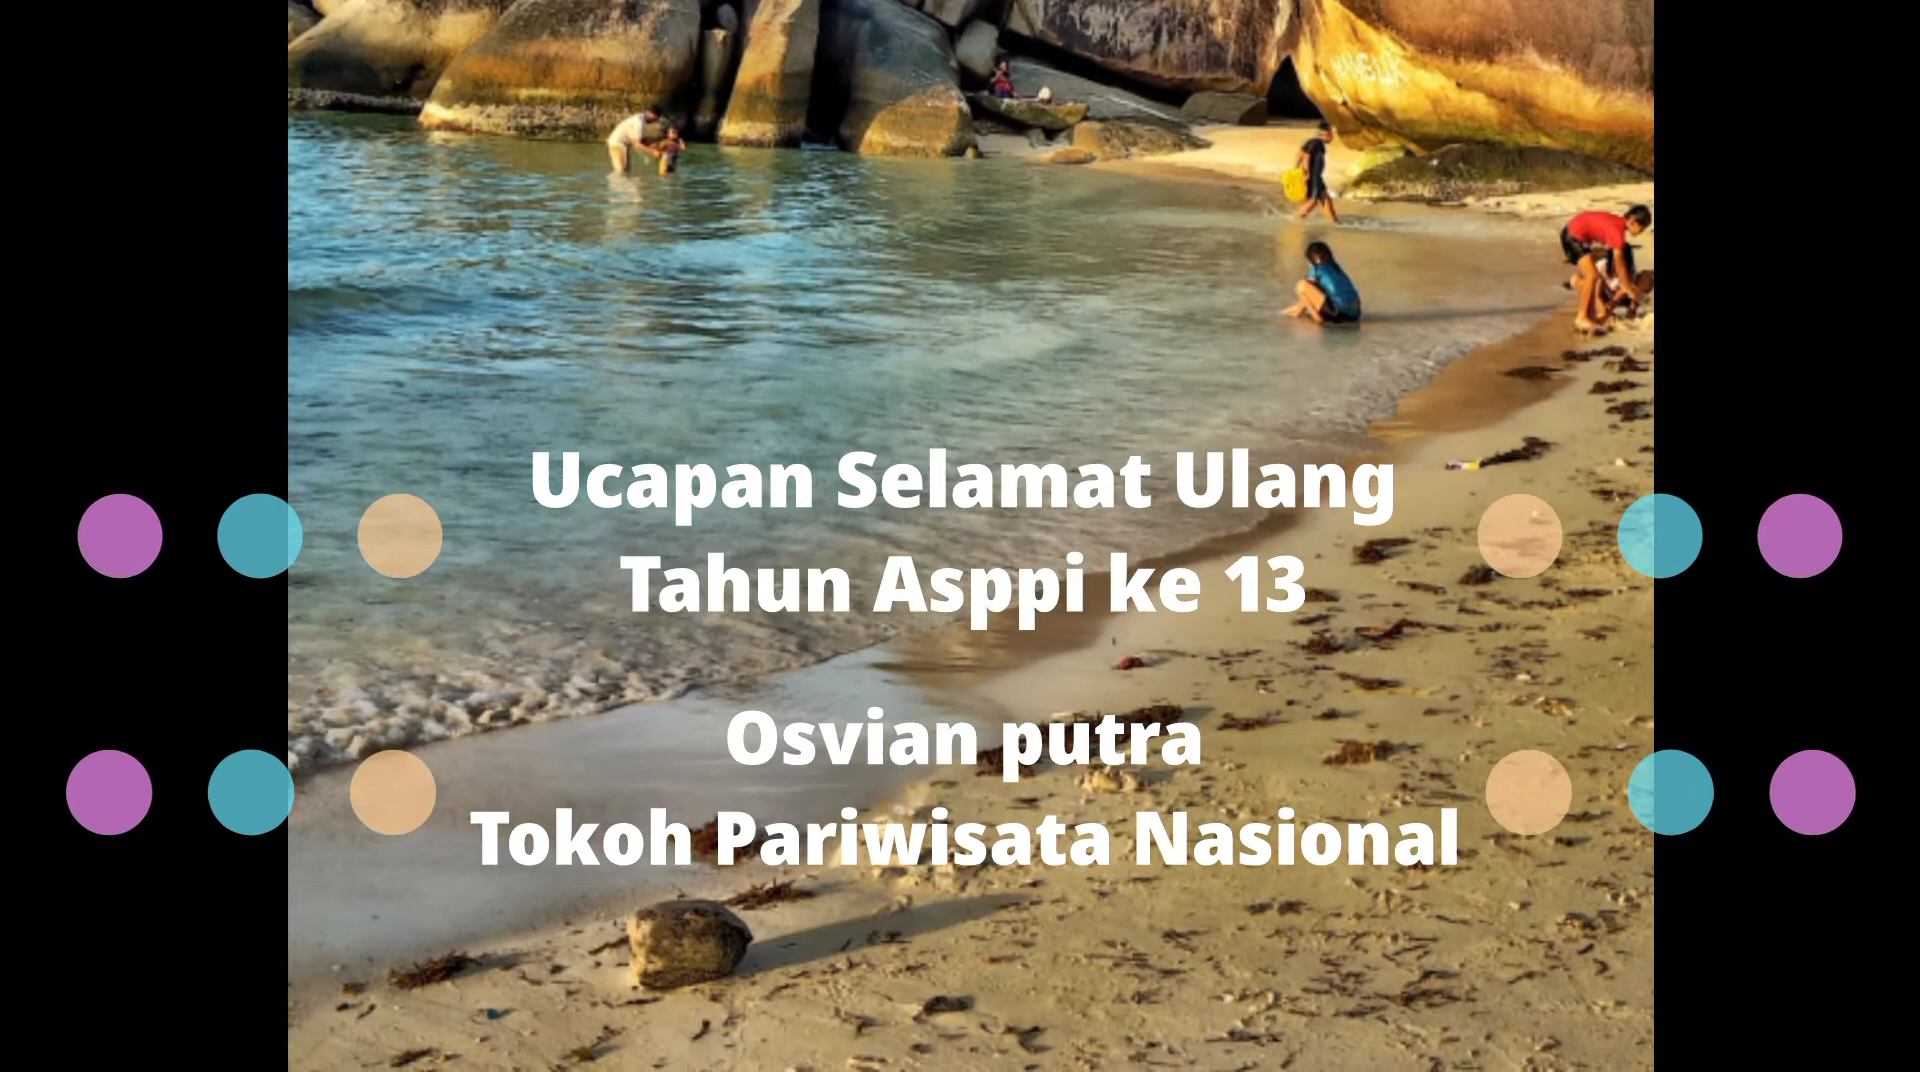 Ucapan Selamat Ulang
Tahun Asppi ke 13
Osvian putra
Tokoh Pariwisata Nasional